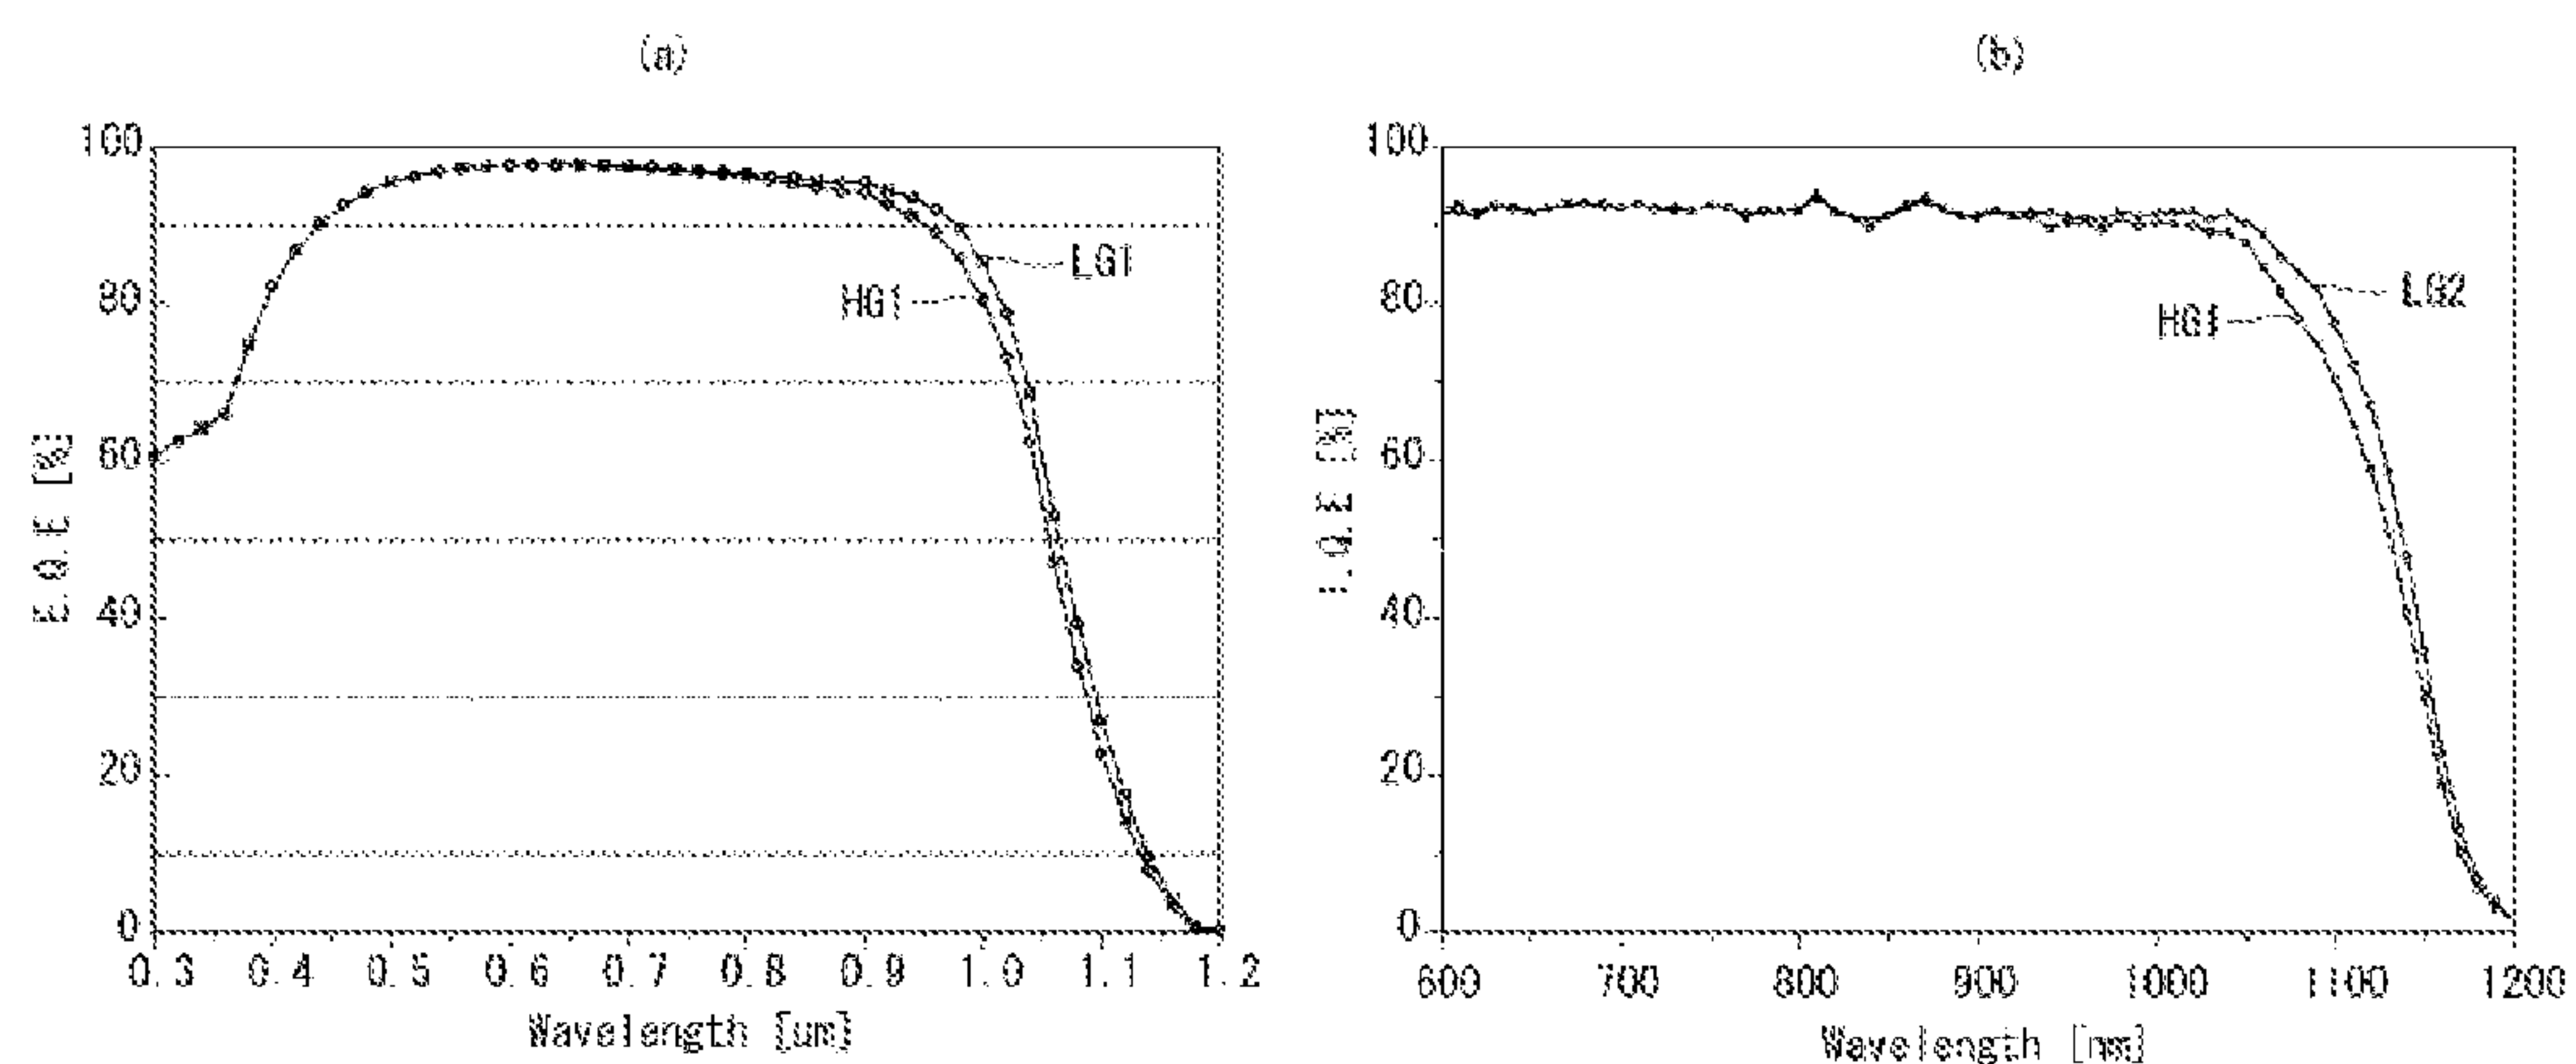 (a)
100
80
60
40
20
0
E.Q.E [%]
LG1
HG1
0.3 0.4 0.5 0.6 0.7 0.8 0.9 1.0 1.1 1.2
Wavelength [um]
(b)
100
80
60
40
20
0
I.Q.E [%]
LG2
HG1
600 700 800 900 1000 1100 1200
Wavelength [nm]